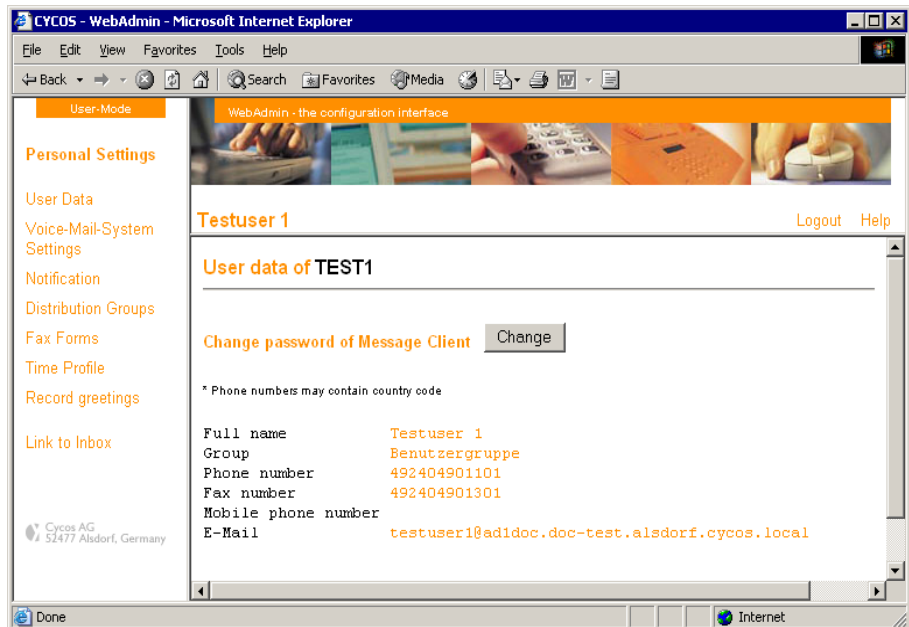 CYCOS - WebAdmin - Microsoft Internet Explorer
File Edit View Favorites Tools Help
Back Search Favorites Media
User-Mode
WebAdmin - the configuration interface
Personal Settings
User Data
Voice-Mail-System
Settings
Notification
Distribution Groups
Fax Forms
Time Profile
Record greetings
Link to Inbox
Cycos AG
52477 Alsdorf, Germany
Testuser 1 Logout Help
User data of TEST1
Change password of Message Client Change
* Phone numbers may contain country code
Full name Testuser 1
Group Benutzergruppe
Phone number 492404901101
Fax number 492404901301
Mobile phone number
E-Mail testuser1@ad1doc.doc-test.alsdorf.cycos.local
Done Internet